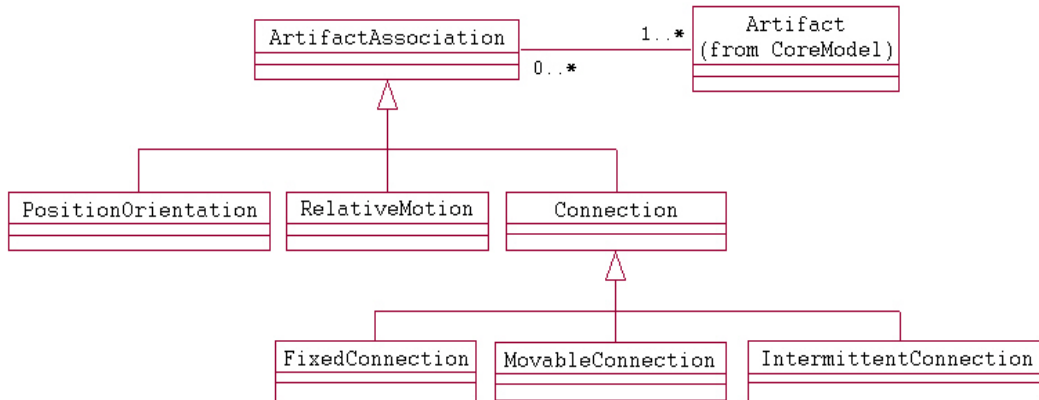 ArtifactAssociation
1..*
0..*
Artifact
(from CoreModel)
PositionOrientation
RelativeMotion
Connection
FixedConnection
MovableConnection
IntermittentConnection